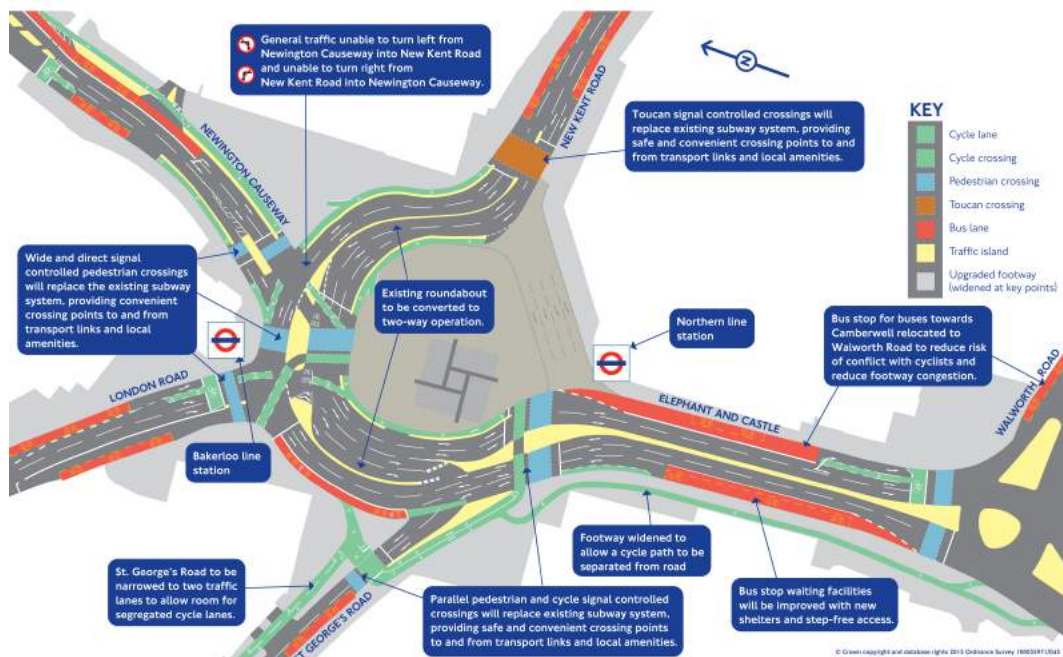 General traffic unable to turn left from
Newington Causeway into New Kent Road
and unable to turn right from
New Kent Road into Newington Causeway.
N
NEW KENT ROAD
NEWINGTON CAUSEWAY
Toucan signal controlled crossings will
replace existing subway system, providing
safe and convenient crossing points to and
from transport links and local amenities.
KEY
Cycle lane
Cycle crossing
Pedestrian crossing
Toucan crossing
Bus lane
Traffic island
Upgraded footway
(widened at key points)
Wide and direct signal
controlled pedestrian crossings
will replace the existing subway
system, providing convenient
crossing points to and from
transport links and local
amenities.
Existing roundabout
to be converted to
two-way operation.
Northern line
station
Bus stop for buses towards
Camberwell relocated to
Walworth Road to reduce risk
of conflict with cyclists and
reduce footway congestion.
LONDON ROAD
ELEPHANT AND CASTLE
WALWORTH ROAD
Bakerloo line
station
St. George's Road to be
narrowed to two traffic
lanes to allow room for
segregated cycle lanes.
ST GEORGE'S ROAD
Parallel pedestrian and cycle signal controlled
crossings will replace existing subway system,
providing safe and convenient crossing points
to and from transport links and local amenities.
Footway widened to
allow a cycle path to be
separated from road
Bus stop waiting facilities
will be improved with new
shelters and step-free access.
© Crown copyright and database rights 2013 Ordnance Survey